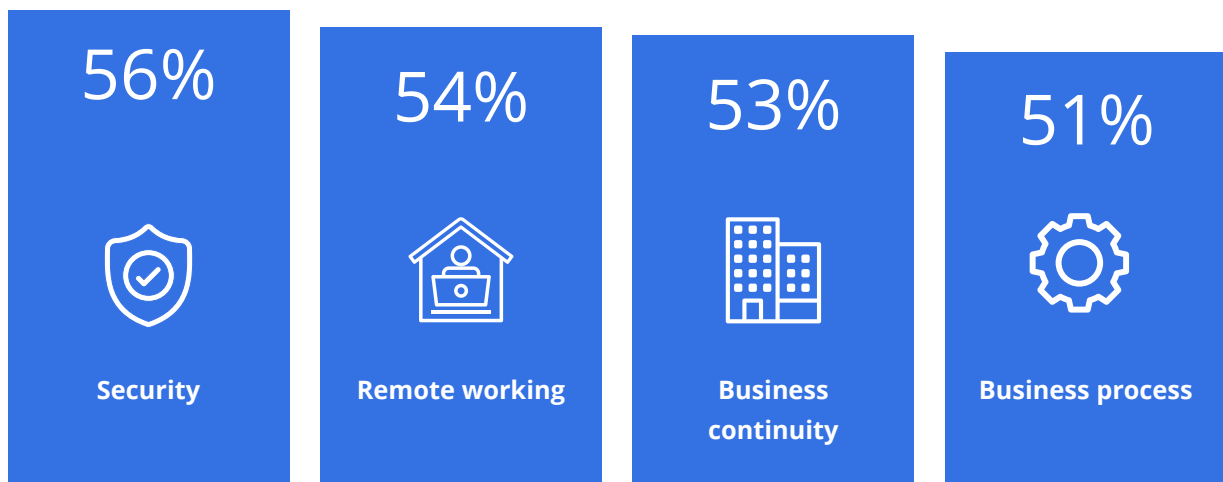 56%
Security
54%
Remote working
53%
Business
continuity
51%
Business process